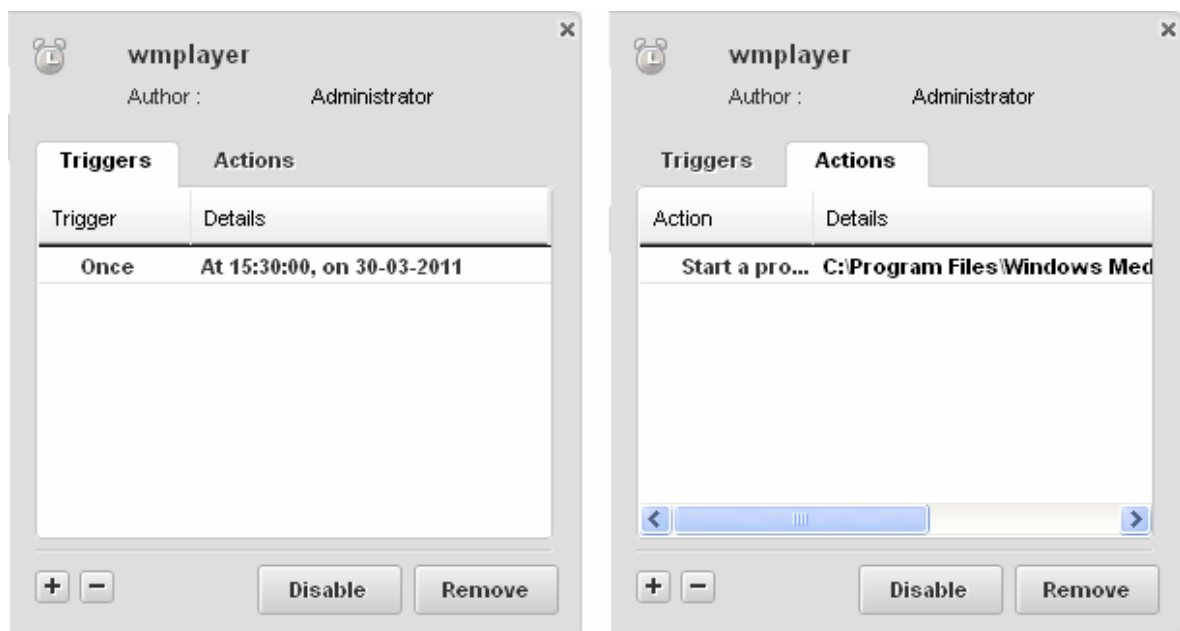 wmplayer
Author : Administrator
Triggers Actions
Trigger Details
Once At 15:30:00, on 30-03-2011
Disable Remove
wmplayer
Author : Administrator
Triggers Actions
Action Details
Start a pro... C:\Program Files\Windows Med
Disable Remove